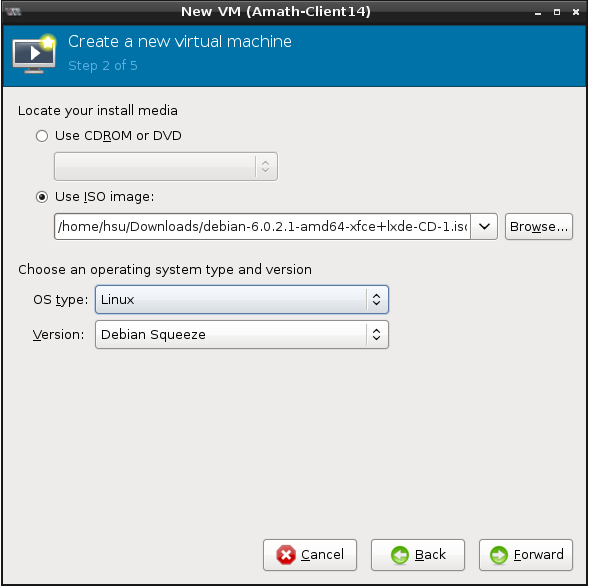 New VM (Amath-Client14)
Create a new virtual machine
Step 2 of 5
Locate your install media
Use CDROM or DVD
Use ISO image:
/home/hsu/Downloads/debian-6.0.2.1-amd64-xfce+lxde-CD-1.iso Browse...
Choose an operating system type and version
OS type: Linux
Version: Debian Squeeze
Cancel Back Forward